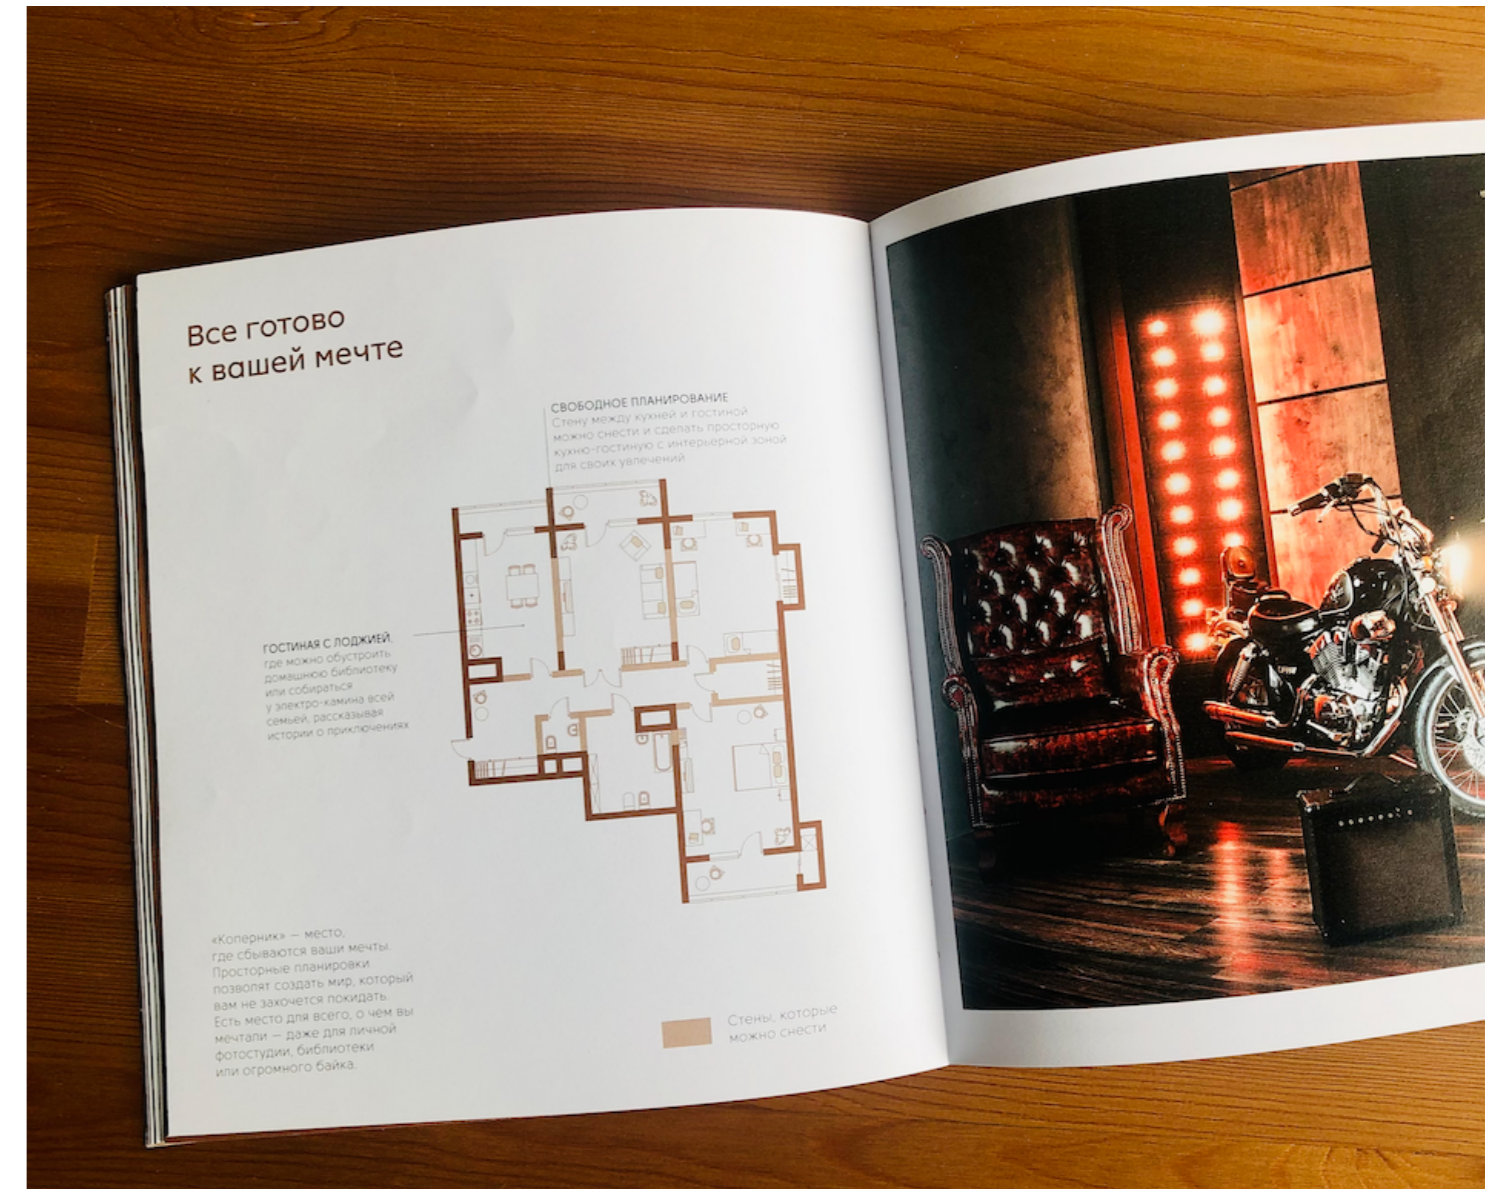 Все готово
к вашей мечте
СВОБОДНОЕ ПЛАНИРОВАНИЕ
Стену между кухней и гостиной
можно снести и сделать просторную
кухню-гостиную с интерьерной зоной
для своих увлечений
ГОСТИНАЯ С ЛОДЖИЕЙ,
где можно обустроить
домашнюю библиотеку
или собираться
у электро-камина всей
семьей, рассказывая
истории о приключениях
«Коперник» — место,
где сбываются ваши мечты.
Просторные планировки
позволят создать мир, который
вам не захочется покидать.
Есть место для всего, о чем вы
мечтали — даже для личной
фотостудии, библиотеки
или огромного байка.
Стены, которые
можно снести